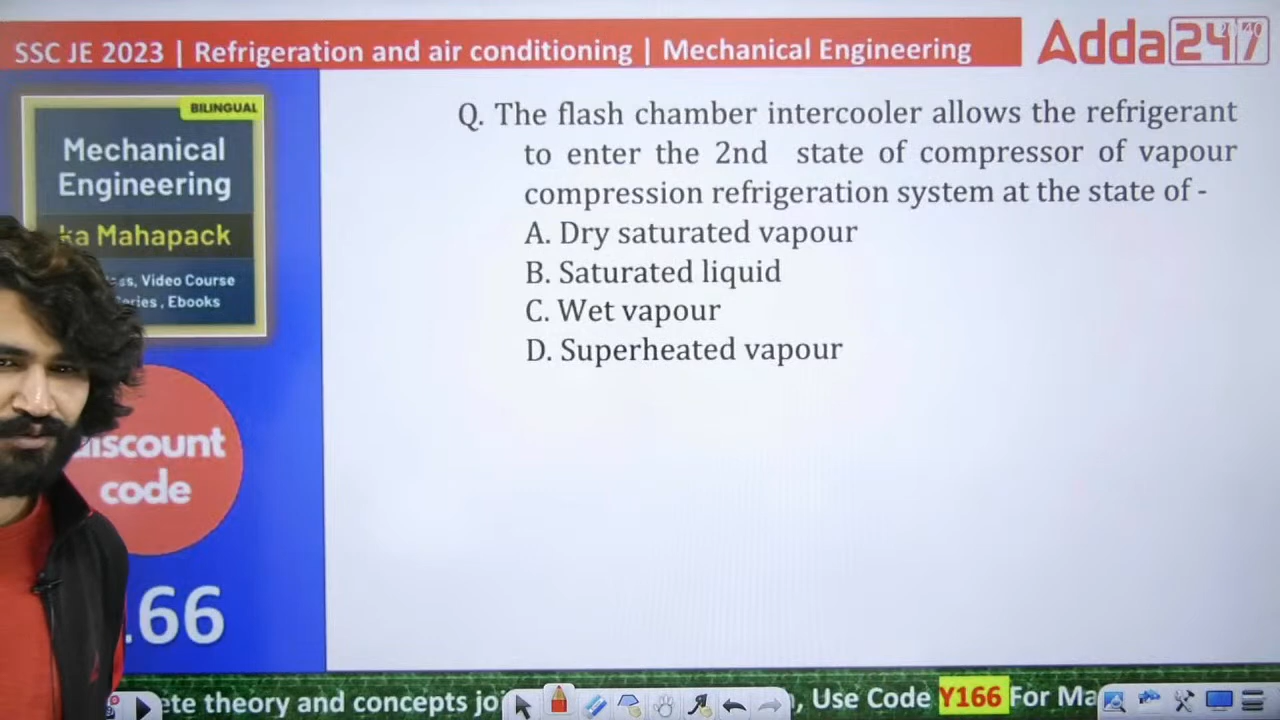 SSC JE 2023 | Refrigeration and air conditioning | Mechanical Engineering
Adda 247
BILINGUAL
Mechanical
Engineering
ka Mahapack
Video Course
Ebooks
discount
code
66
Q. The flash chamber intercooler allows the refrigerant
to enter the 2nd state of compressor of vapour
compression refrigeration system at the state of -
A. Dry saturated vapour
B. Saturated liquid
C. Wet vapour
D. Superheated vapour
theory and concepts
, Use Code Y166 For